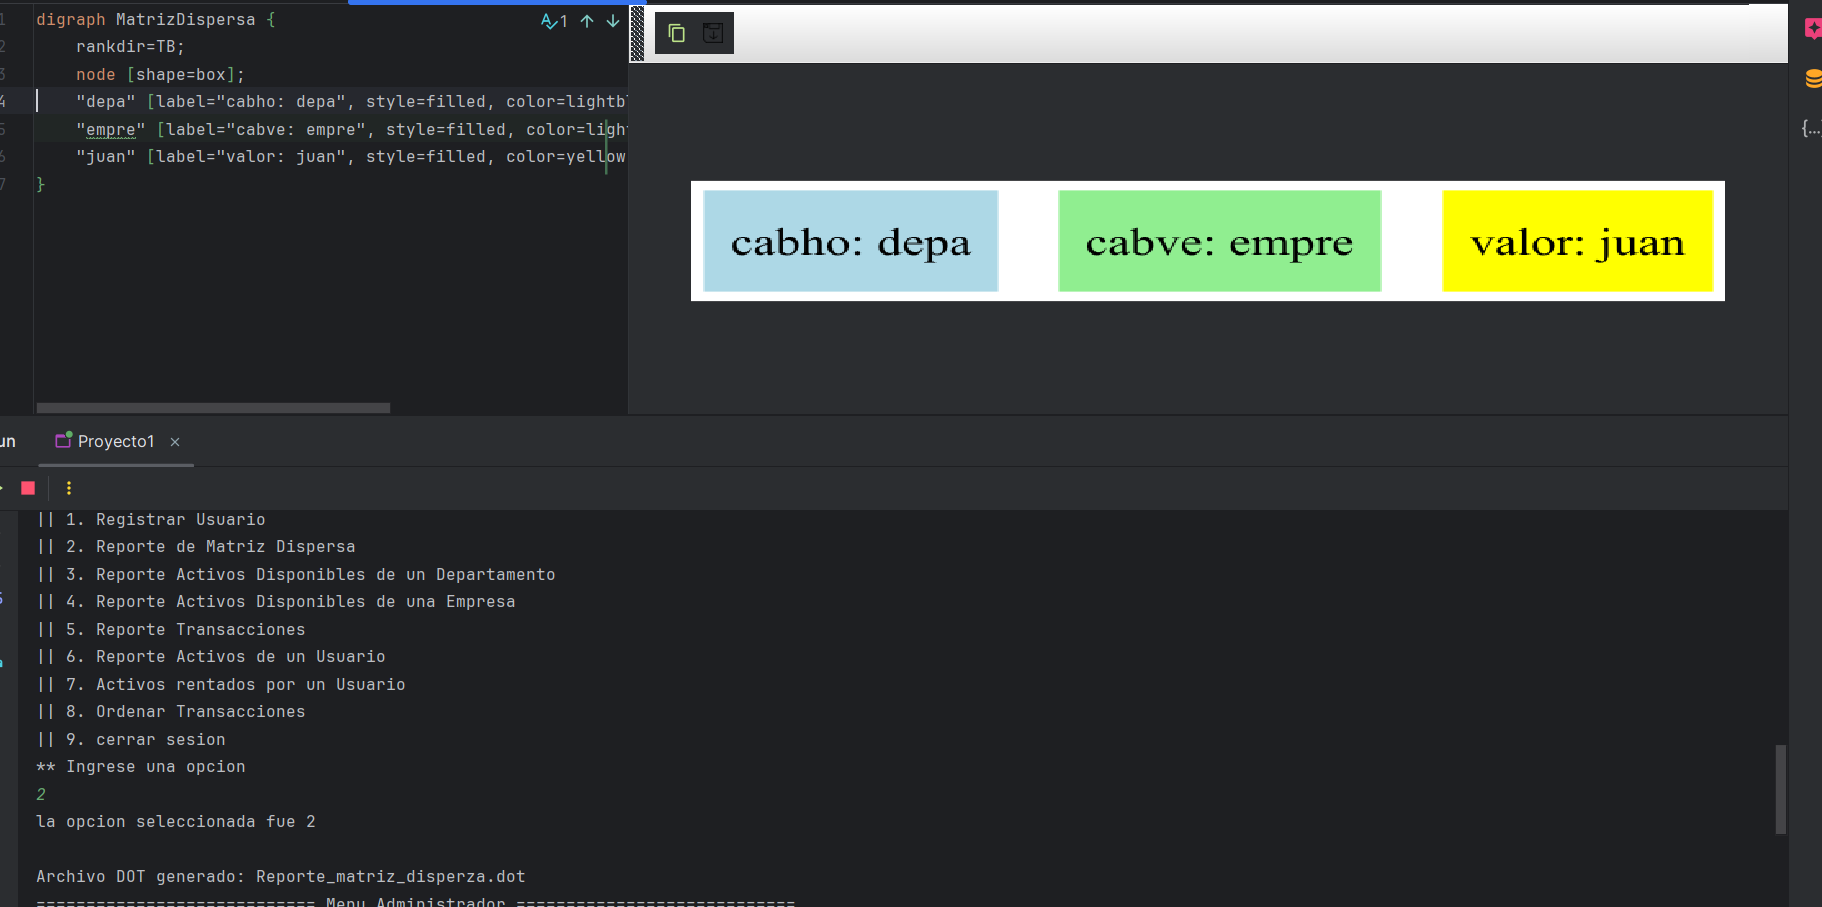 1 digraph MatrizDispersa {
1
2 rankdir=TB;
3 node [shape=box];
4 "depa" [label="cabho: depa", style=filled, color=lightbl
5 "empre" [label="cabve: empre", style=filled, color=ligh
6 "juan" [label="valor: juan", style=filled, color=yellow
7 }
cabho: depa
cabve: empre
valor: juan
{...}
un
Proyecto1 ×
|| 1. Registrar Usuario
|| 2. Reporte de Matriz Dispersa
|| 3. Reporte Activos Disponibles de un Departamento
|| 4. Reporte Activos Disponibles de una Empresa
|| 5. Reporte Transacciones
|| 6. Reporte Activos de un Usuario
|| 7. Activos rentados por un Usuario
|| 8. Ordenar Transacciones
|| 9. cerrar sesion
** Ingrese una opcion
2
la opcion seleccionada fue 2
Archivo DOT generado: Reporte_matriz_disperza.dot
============================ Menu Administrador ============================